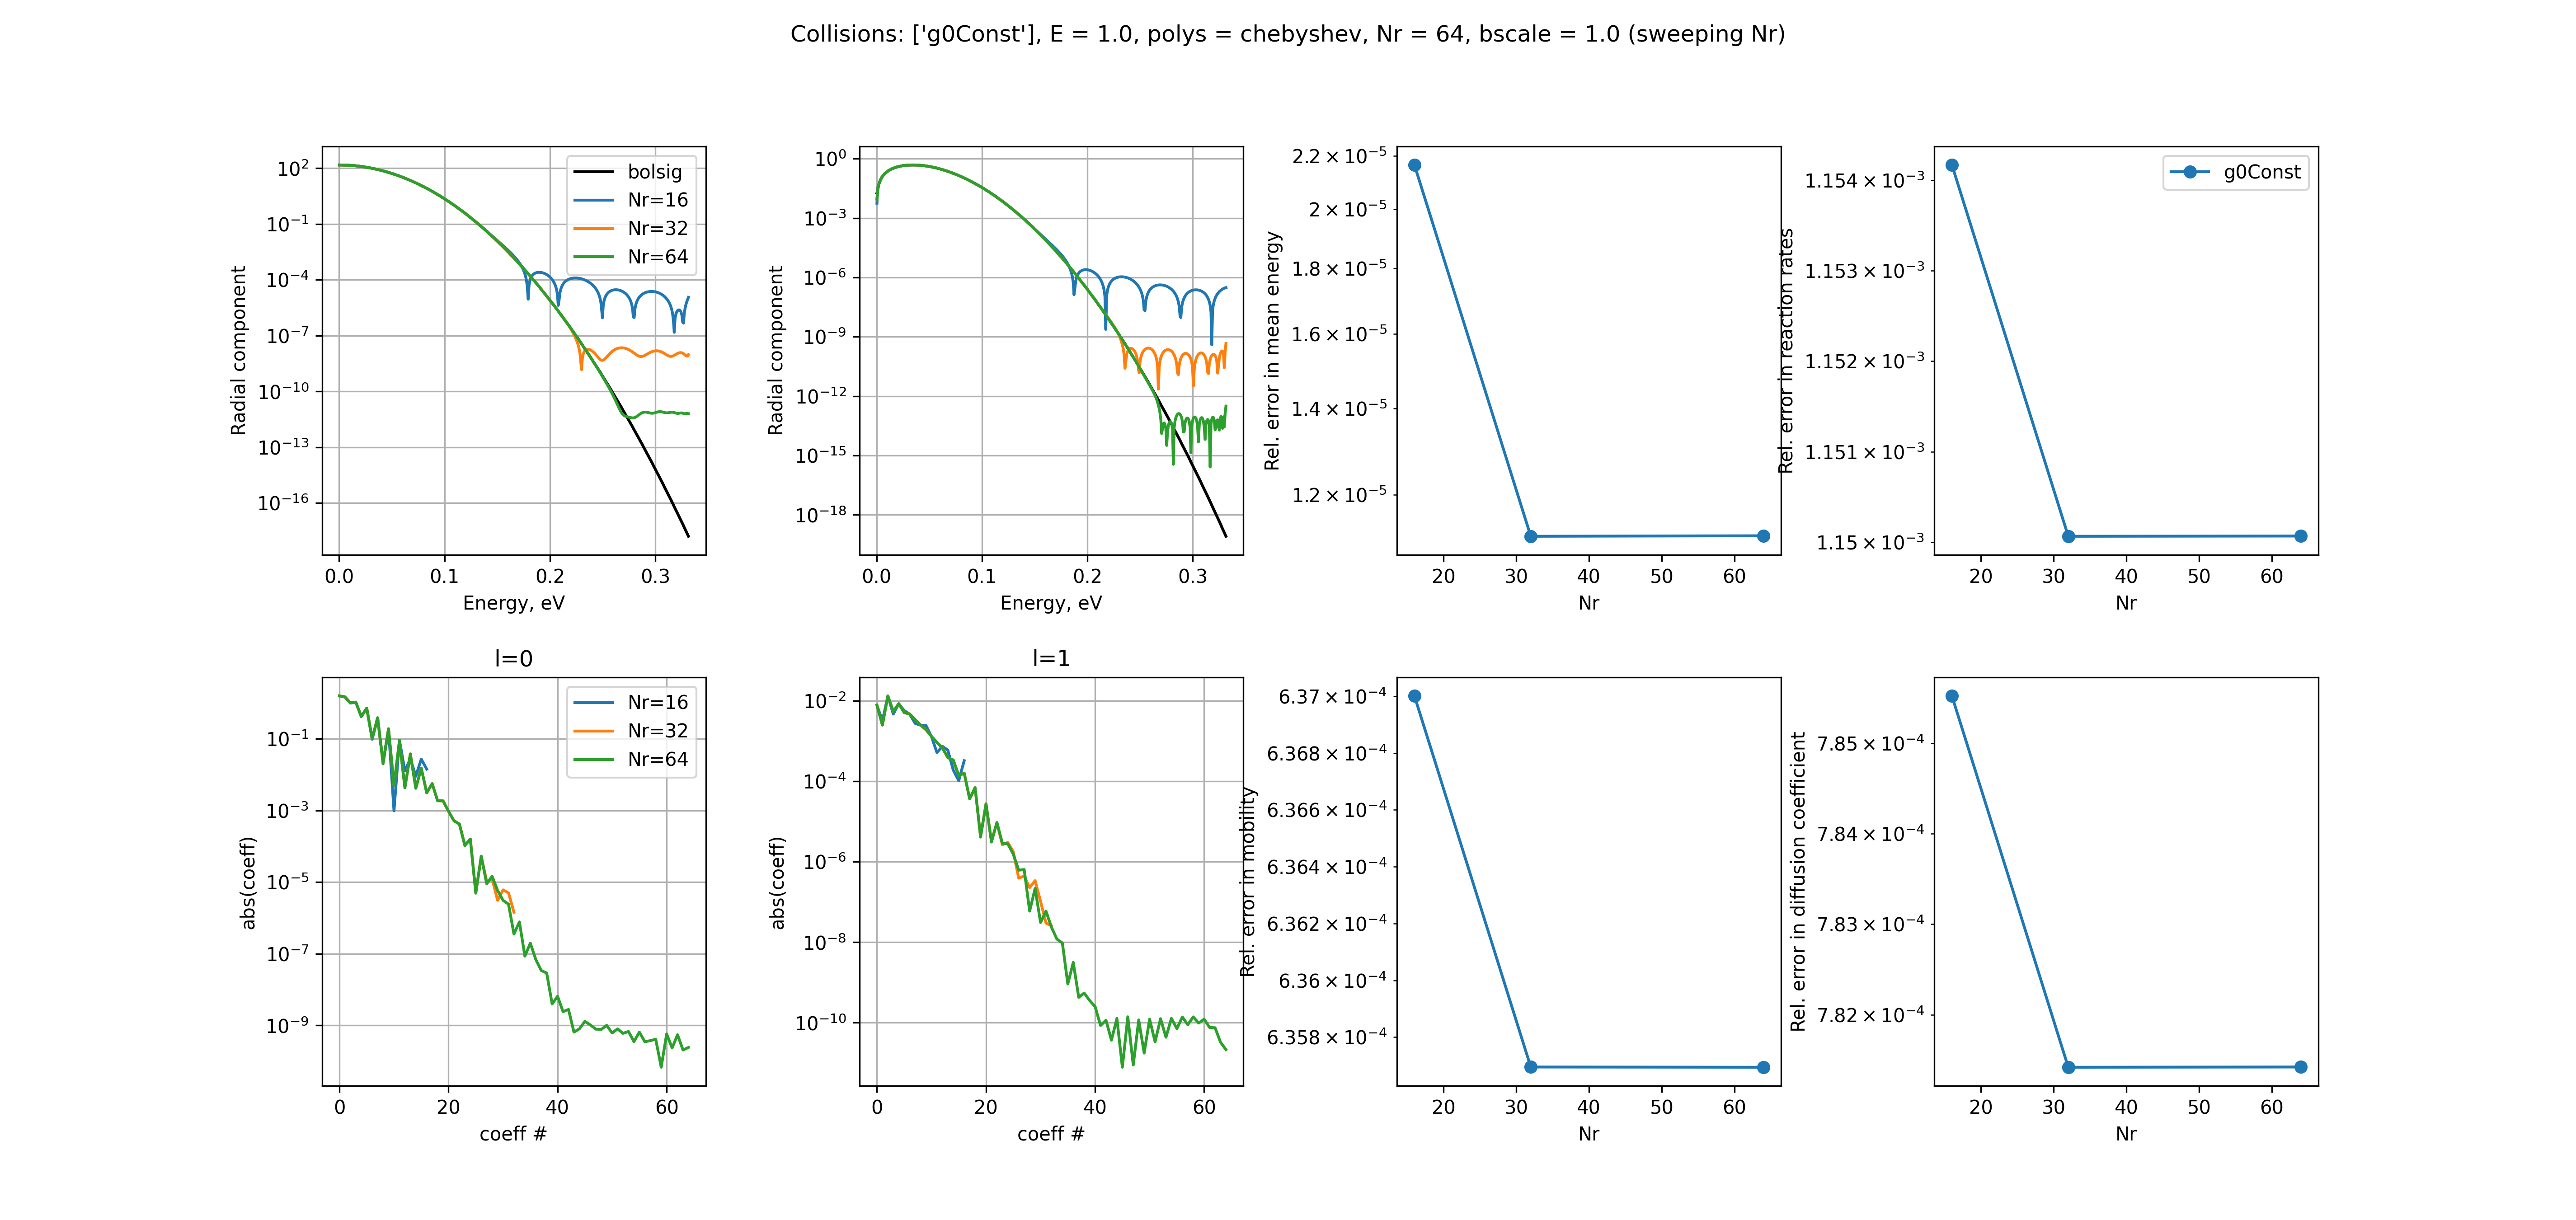 Collisions: ['g0Const'], E = 1.0, polys = chebyshev, Nr = 64, bscale = 1.0 (sweeping Nr)
Radial component
10^2
10^-1
10^-4
10^-7
10^-10
10^-13
10^-16
bolsig
Nr=16
Nr=32
Nr=64
0.0 0.1 0.2 0.3
Energy, eV
Radial component
10^0
10^-3
10^-6
10^-9
10^-12
10^-15
10^-18
0.0 0.1 0.2 0.3
Energy, eV
Rel. error in mean energy
2.2 × 10^-5
2 × 10^-5
1.8 × 10^-5
1.6 × 10^-5
1.4 × 10^-5
1.2 × 10^-5
20 30 40 50 60
Nr
Rel. error in reaction rates
1.154 × 10^-3
1.153 × 10^-3
1.152 × 10^-3
1.151 × 10^-3
1.15 × 10^-3
g0Const
20 30 40 50 60
Nr
l=0
abs(coeff)
10^-1
10^-3
10^-5
10^-7
10^-9
Nr=16
Nr=32
Nr=64
0 20 40 60
coeff #
l=1
abs(coeff)
10^-2
10^-4
10^-6
10^-8
10^-10
0 20 40 60
coeff #
Rel. error in mobility
6.37 × 10^-4
6.368 × 10^-4
6.366 × 10^-4
6.364 × 10^-4
6.362 × 10^-4
6.36 × 10^-4
6.358 × 10^-4
20 30 40 50 60
Nr
Rel. error in diffusion coefficient
7.85 × 10^-4
7.84 × 10^-4
7.83 × 10^-4
7.82 × 10^-4
20 30 40 50 60
Nr